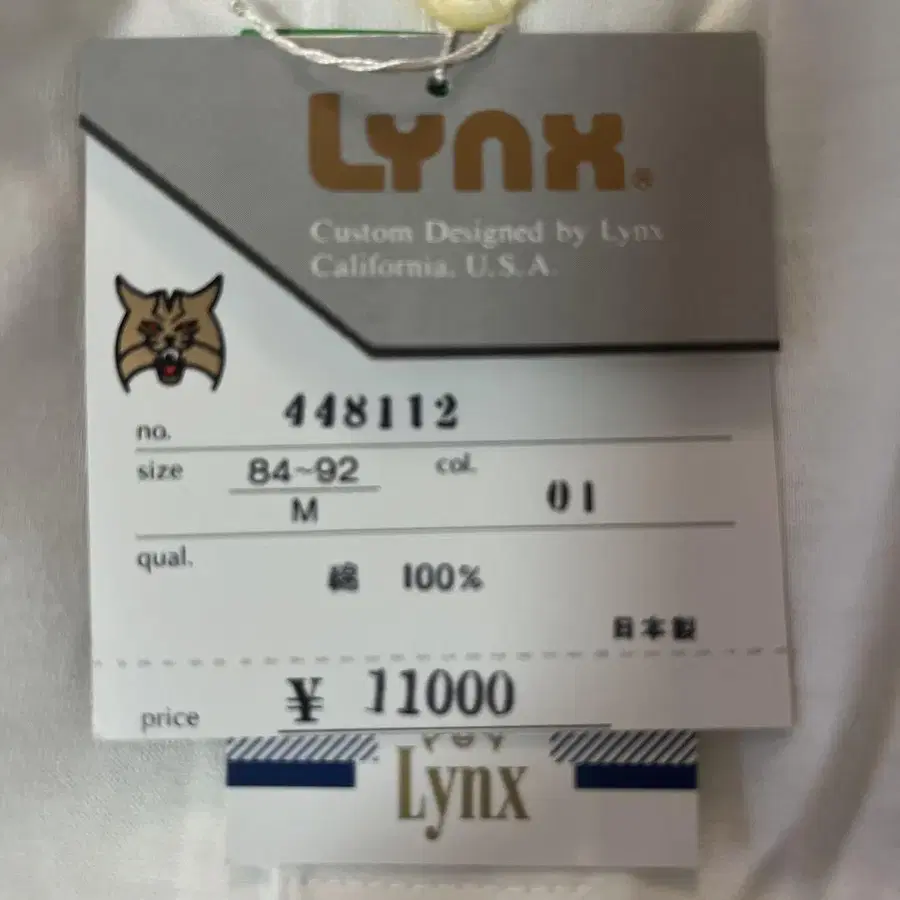 Lynx®
Custom Designed by Lynx
California, U.S.A.
no. 448112
size 84~92 col. 01
M
qual.
綿 100%
日本製
price ¥ 11000
Lynx